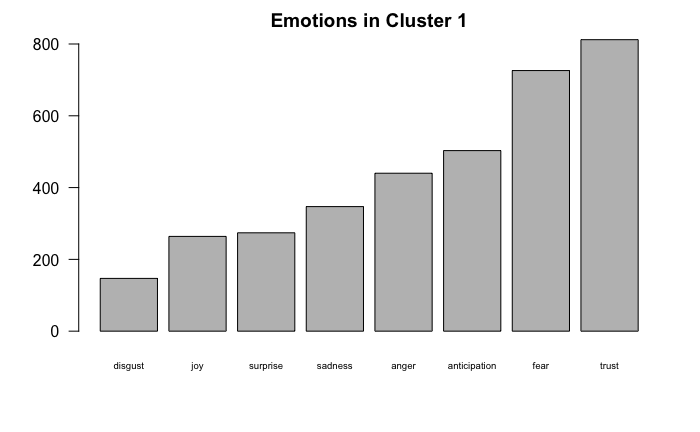 Emotions in Cluster 1
800
600
400
200
0
disgust joy surprise sadness anger anticipation fear trust